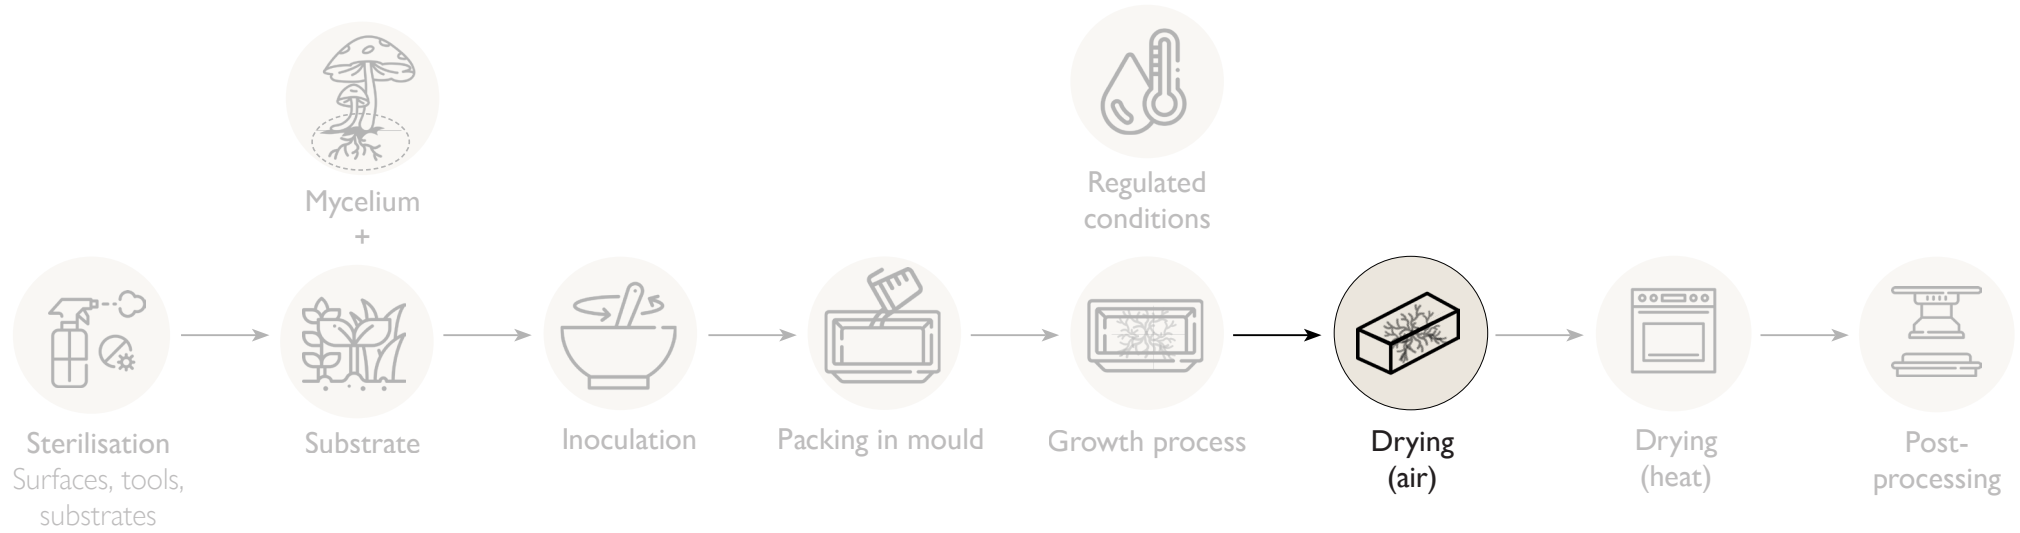 Mycelium
+
Regulated
conditions
Sterilisation
Surfaces, tools,
substrates
Substrate
Inoculation
Packing in mould
Growth process
Drying
(air)
Drying
(heat)
Post-
processing